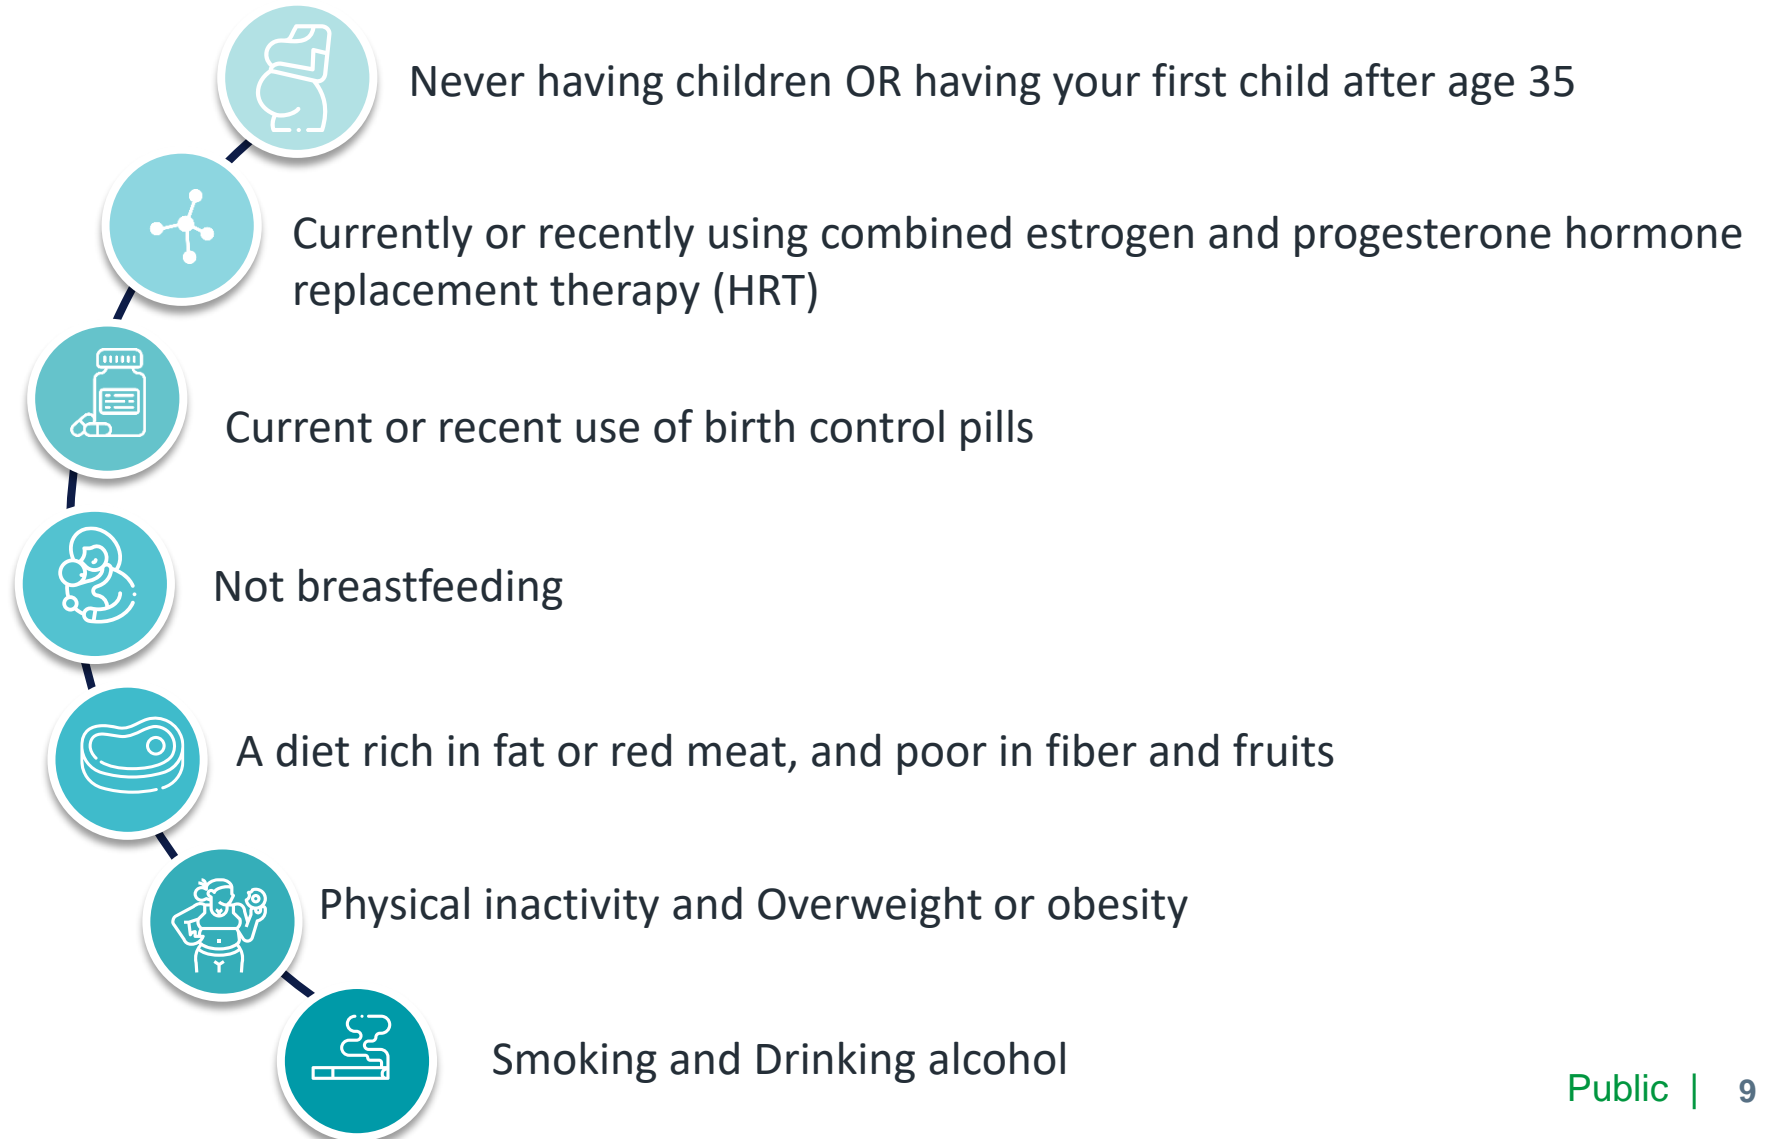 Never having children OR having your first child after age 35
Currently or recently using combined estrogen and progesterone hormone
replacement therapy (HRT)
Current or recent use of birth control pills
Not breastfeeding
A diet rich in fat or red meat, and poor in fiber and fruits
Physical inactivity and Overweight or obesity
Smoking and Drinking alcohol
Public | 9